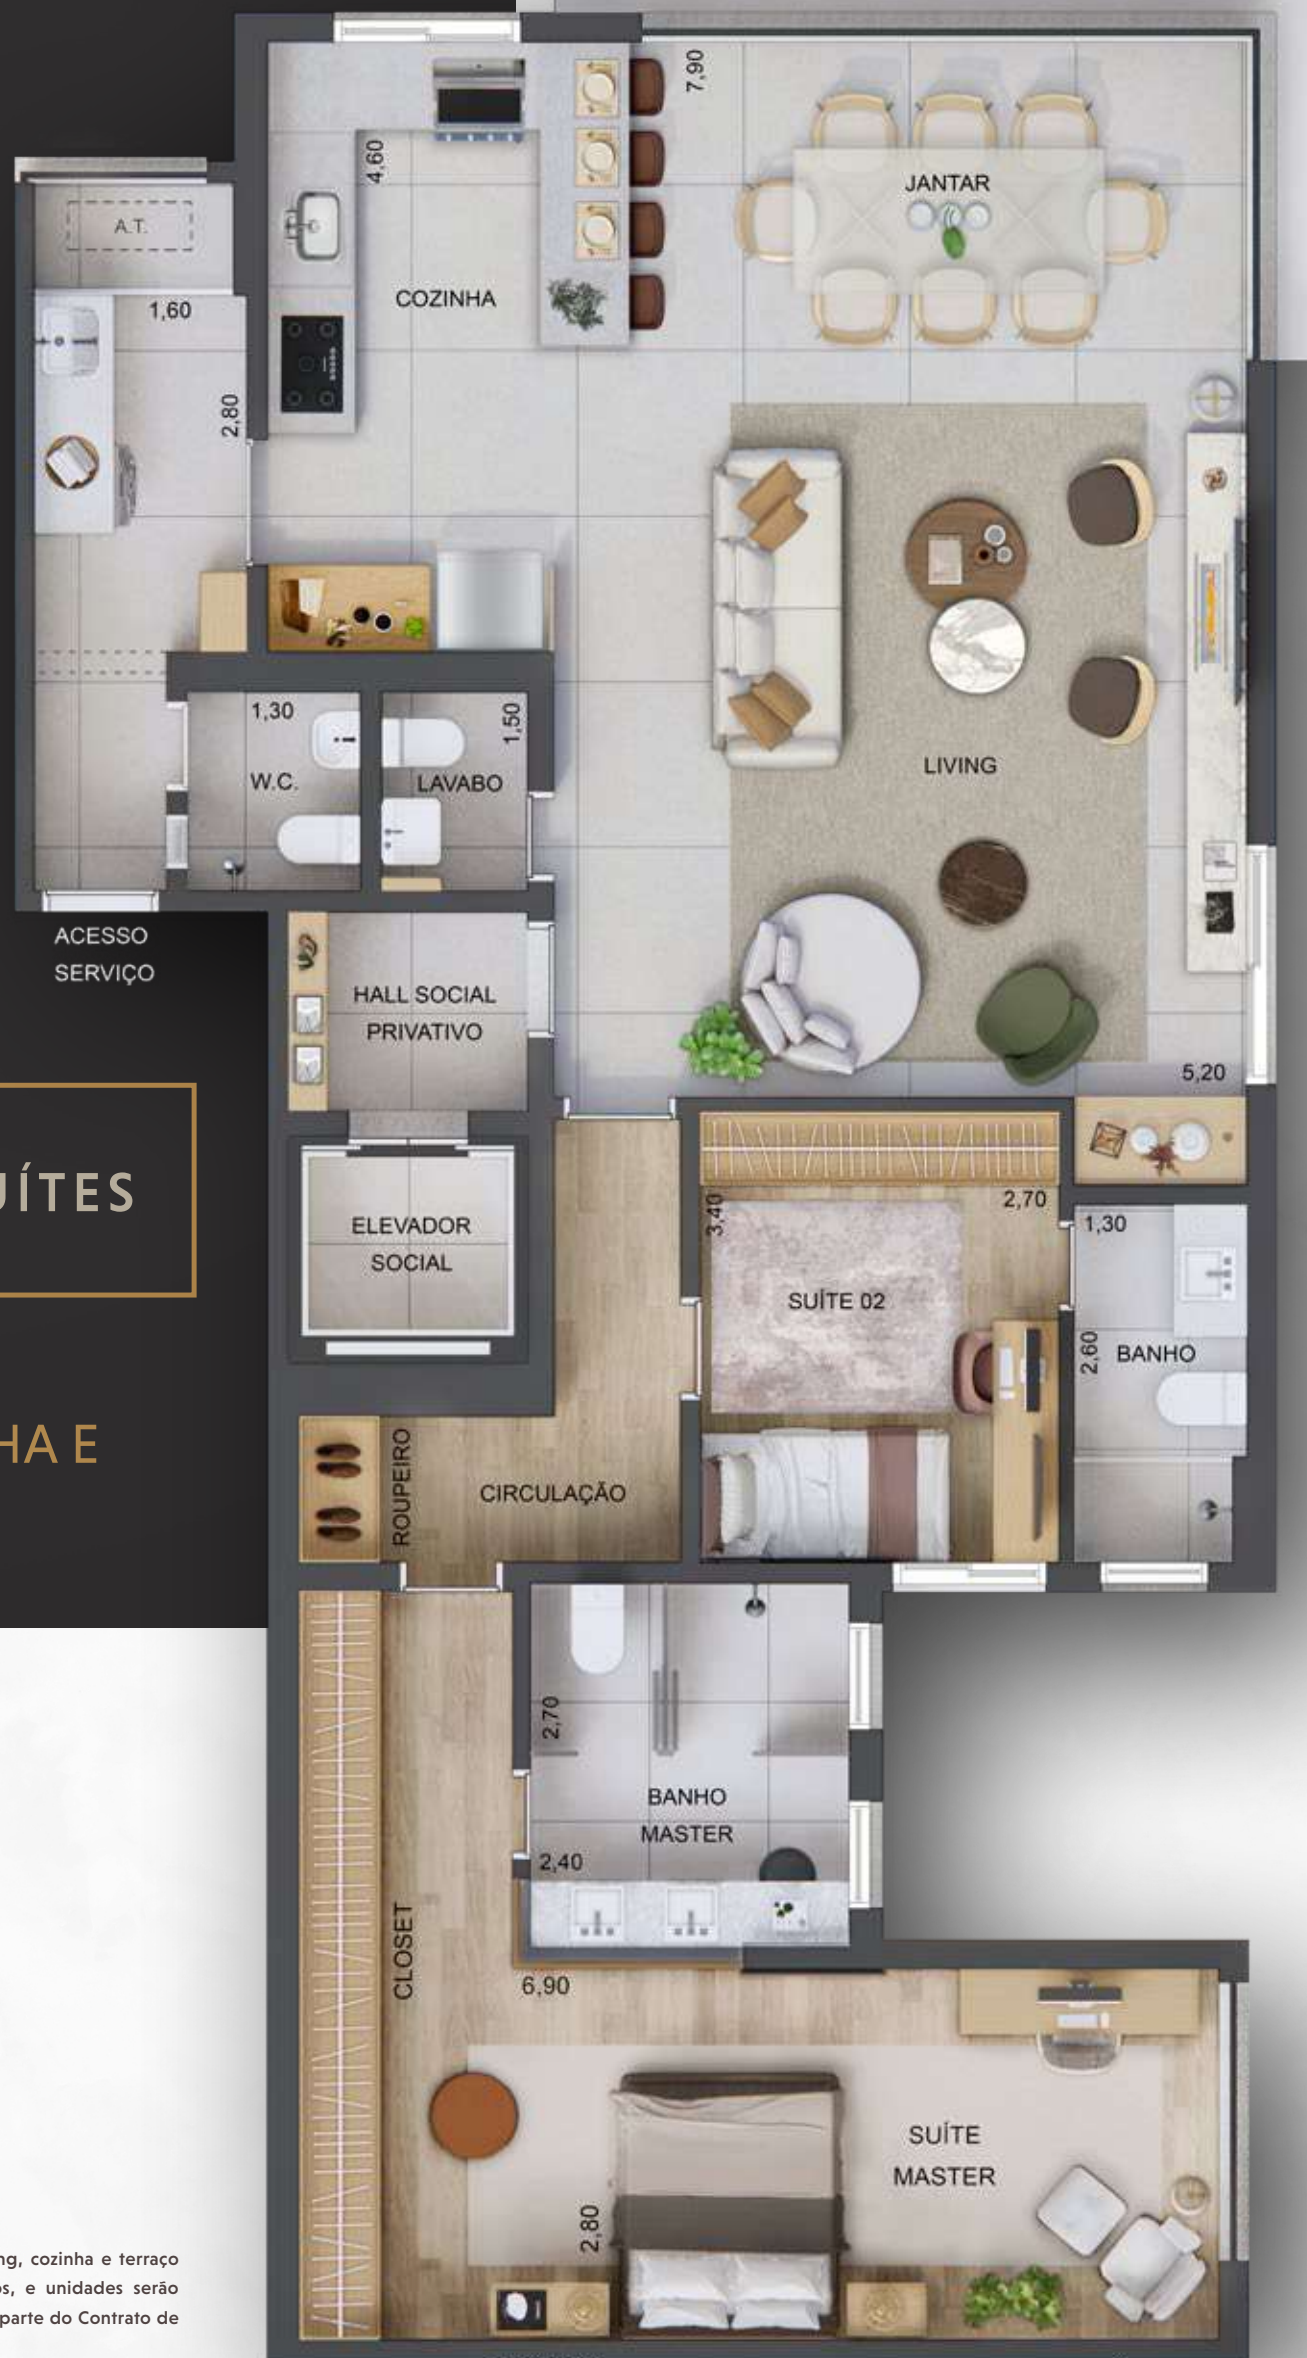 7,90
4,60
JANTAR
A.T.
COZINHA
1,60
2,80
1,30
1,50
W.C.
LAVABO
LIVING
ACESSO
SERVIÇO
HALL SOCIAL
PRIVATIVO
5,20
UÍTES
ELEVADOR
SOCIAL
3,40
2,70
1,30
SUÍTE 02
2,60
BANHO
HA E
ROUPEIRO
CIRCULAÇÃO
2,70
BANHO
MASTER
2,40
CLOSET
6,90
SUÍTE
MASTER
2,80
ng, cozinha e terraço
os, e unidades serão
parte do Contrato de